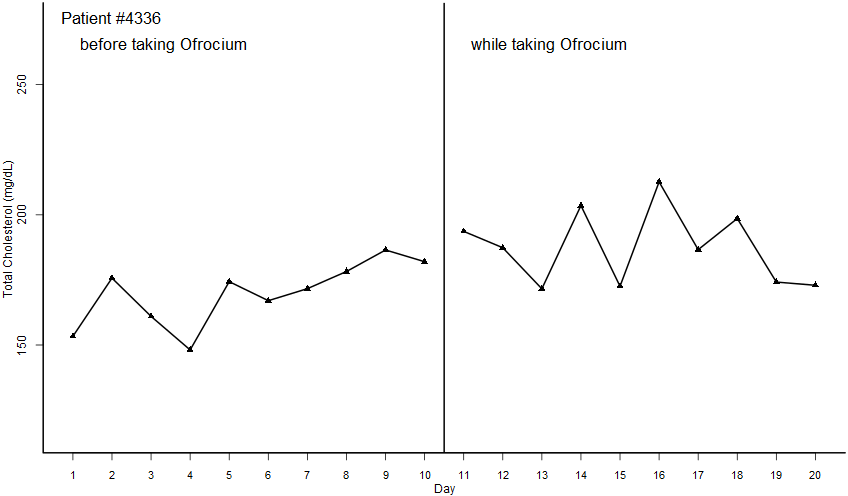 Patient #4336
before taking Ofrocium
while taking Ofrocium
Total Cholesterol (mg/dL)
250
200
150
1 2 3 4 5 6 7 8 9 10 11 12 13 14 15 16 17 18 19 20
Day